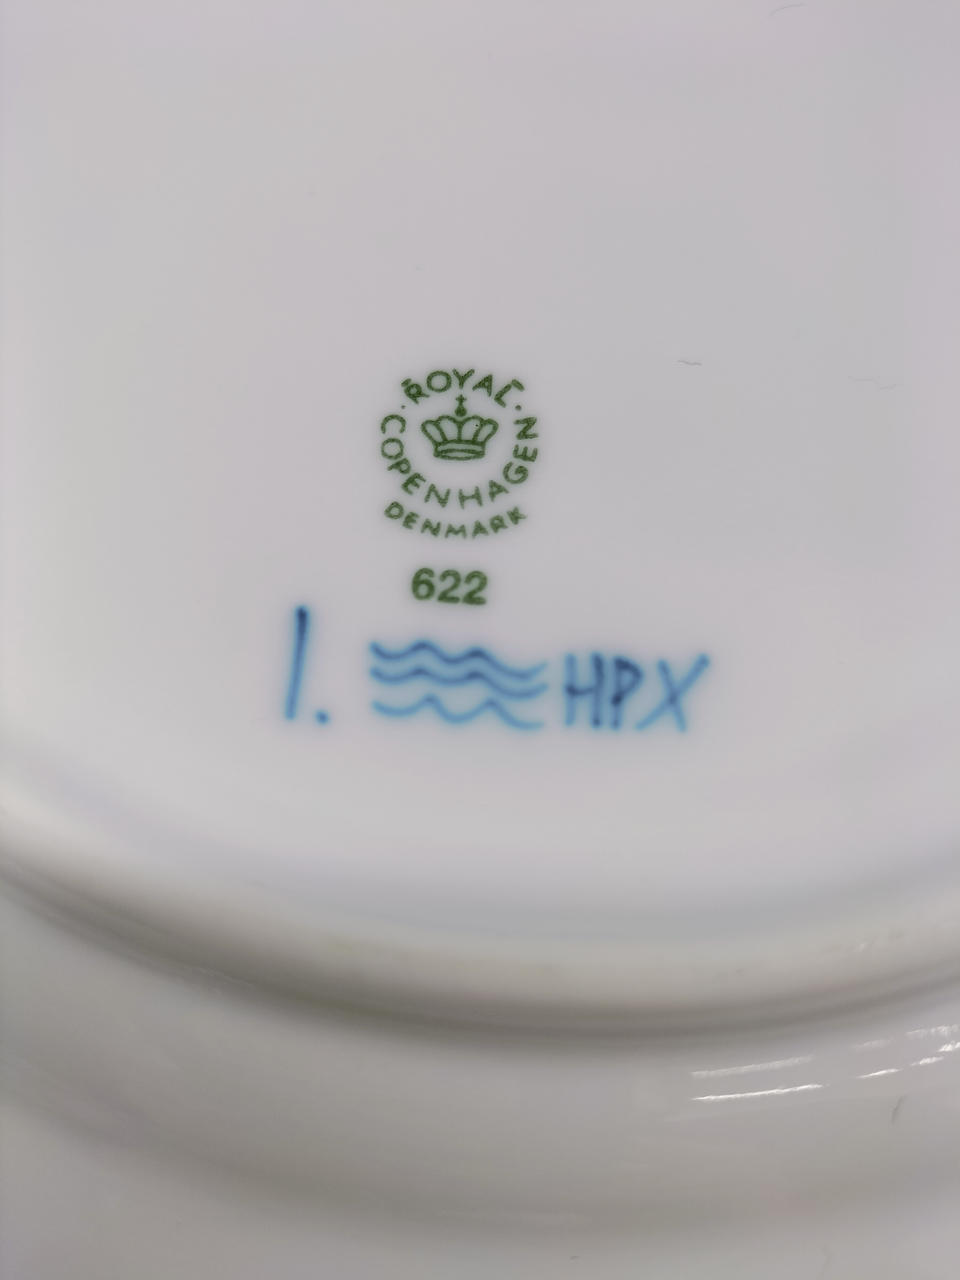 ROYAL
COPENHAGEN
DENMARK
622
1. HPX